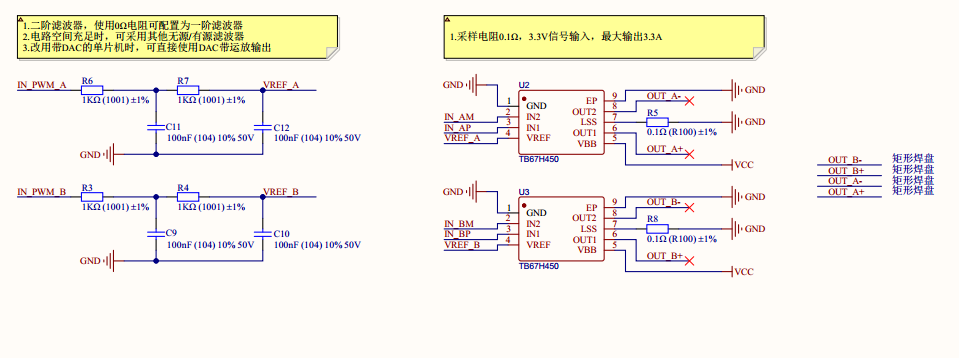 1.二阶滤波器，使用0Ω电阻可配置为一阶滤波器
2.电路空间充足时，可采用其他无源/有源滤波器
3.改用带DAC的单片机时，可直接使用DAC带运放输出
1.采样电阻0.1Ω，3.3V信号输入，最大输出3.3A
IN_PWM_A
R6
1KΩ (1001) ±1%
R7
1KΩ (1001) ±1%
VREF_A
C11
100nF (104) 10% 50V
C12
100nF (104) 10% 50V
GND
IN_PWM_B
R3
1KΩ (1001) ±1%
R4
1KΩ (1001) ±1%
VREF_B
C9
100nF (104) 10% 50V
C10
100nF (104) 10% 50V
GND
GND
U2
1
GND
IN_AM
2
IN2
IN_AP
3
IN1
VREF_A
4
VREF
EP
9
GND
OUT2
8
OUT_A-
LSS
7
R5
0.1Ω (R100) ±1%
GND
OUT1
6
OUT_A+
VBB
5
VCC
TB67H450
GND
U3
1
GND
IN_BM
2
IN2
IN_BP
3
IN1
VREF_B
4
VREF
EP
9
GND
OUT2
8
OUT_B-
LSS
7
R8
0.1Ω (R100) ±1%
GND
OUT1
6
OUT_B+
VBB
5
VCC
TB67H450
OUT_B- 矩形焊盘
OUT_B+ 矩形焊盘
OUT_A- 矩形焊盘
OUT_A+ 矩形焊盘